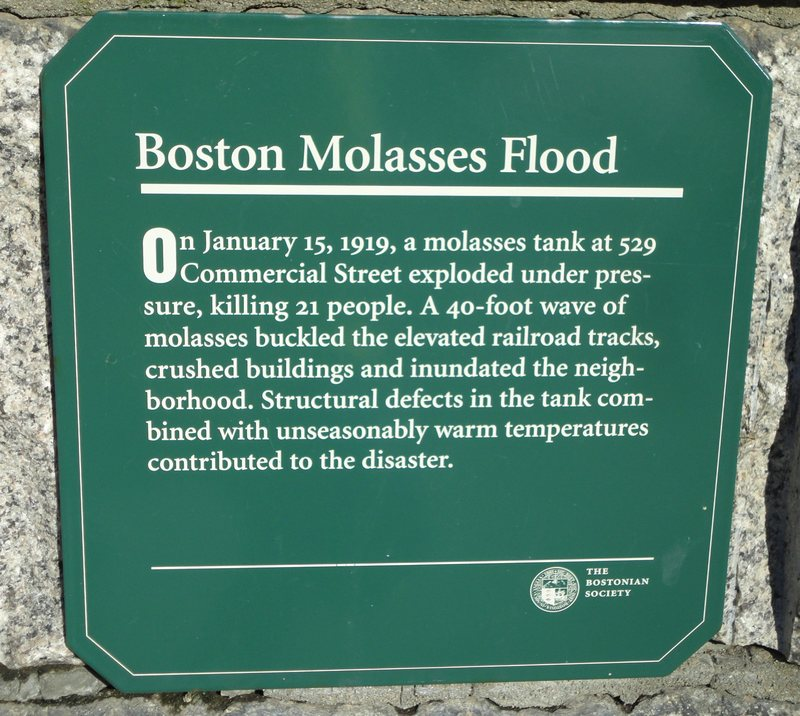 Boston Molasses Flood
On January 15, 1919, a molasses tank at 529
Commercial Street exploded under pres-
sure, killing 21 people. A 40-foot wave of
molasses buckled the elevated railroad tracks,
crushed buildings and inundated the neigh-
borhood. Structural defects in the tank com-
bined with unseasonably warm temperatures
contributed to the disaster.
THE
BOSTONIAN
SOCIETY